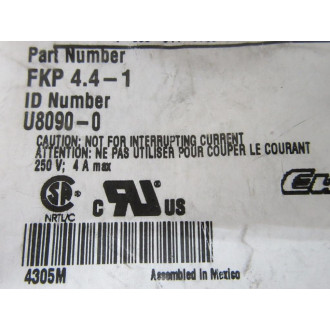 Part Number
FKP 4.4-1
ID Number
U8090-0
CAUTION: NOT FOR INTERRUPTING CURRENT
ATTENTION: NE PAS UTILISER POUR COUPER LE COURANT
250 V; 4 A max
NRTL/C
C US
4305M Assembled in Mexico